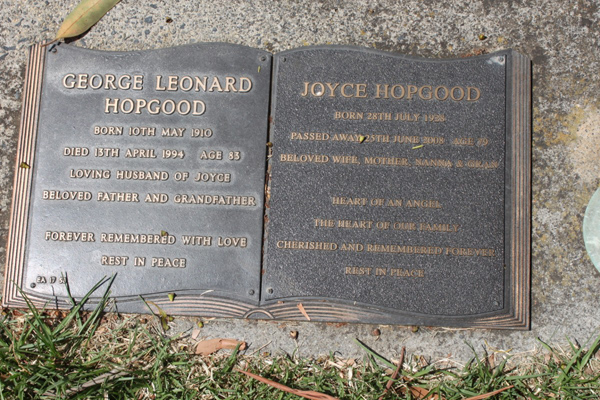 GEORGE LEONARD
HOPGOOD
BORN 10TH MAY 1910
DIED 13TH APRIL 1994 AGE 83
LOVING HUSBAND OF JOYCE
BELOVED FATHER AND GRANDFATHER
FOREVER REMEMBERED WITH LOVE
REST IN PEACE
JOYCE HOPGOOD
BORN 28TH JULY
PASSED AWAY 25TH JUNE AGE 79
BELOVED WIFE, MOTHER, NANNA &
HEART OF AN ANGEL
THE HEART OF OUR FAMILY
CHERISHED AND REMEMBERED FOREVER
REST IN PEACE